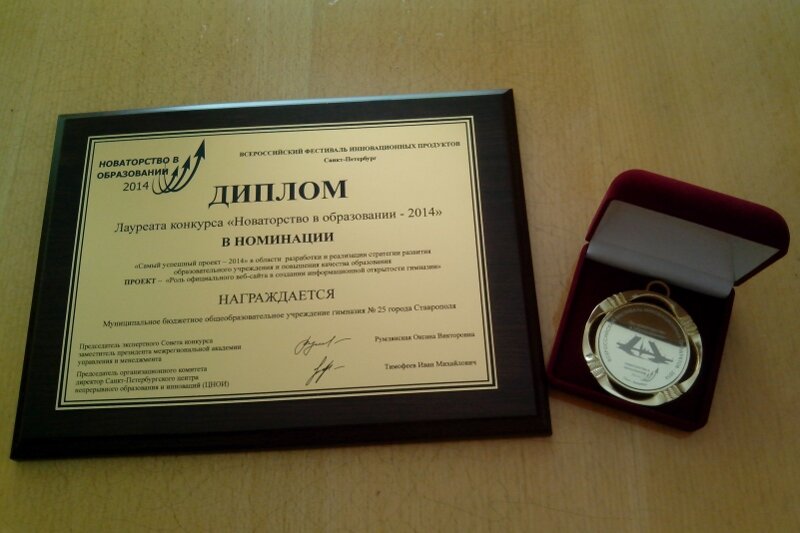 НОВАТОРСТВО В
ОБРАЗОВАНИИ
2014
ВСЕРОССИЙСКИЙ ФЕСТИВАЛЬ ИННОВАЦИОННЫХ ПРОДУКТОВ
Санкт-Петербург
ДИПЛОМ
Лауреата конкурса «Новаторство в образовании - 2014»
В НОМИНАЦИИ
«Самый успешный проект – 2014» в области разработки и реализации стратегии развития
образовательного учреждения и повышения качества образования
ПРОЕКТ – «Роль официального веб-сайта в создании информационной открытости гимназии»
НАГРАЖДАЕТСЯ
Муниципальное бюджетное общеобразовательное учреждение гимназия № 25 города Ставрополя
Председатель экспертного Совета конкурса
заместитель президента межрегиональной академии
управления и менеджмента
Румлянская Оксана Викторовна
Председатель организационного комитета
директор Санкт-Петербургского центра
непрерывного образования и инноваций (ЦНОИ)
Тимофеев Иван Михайлович